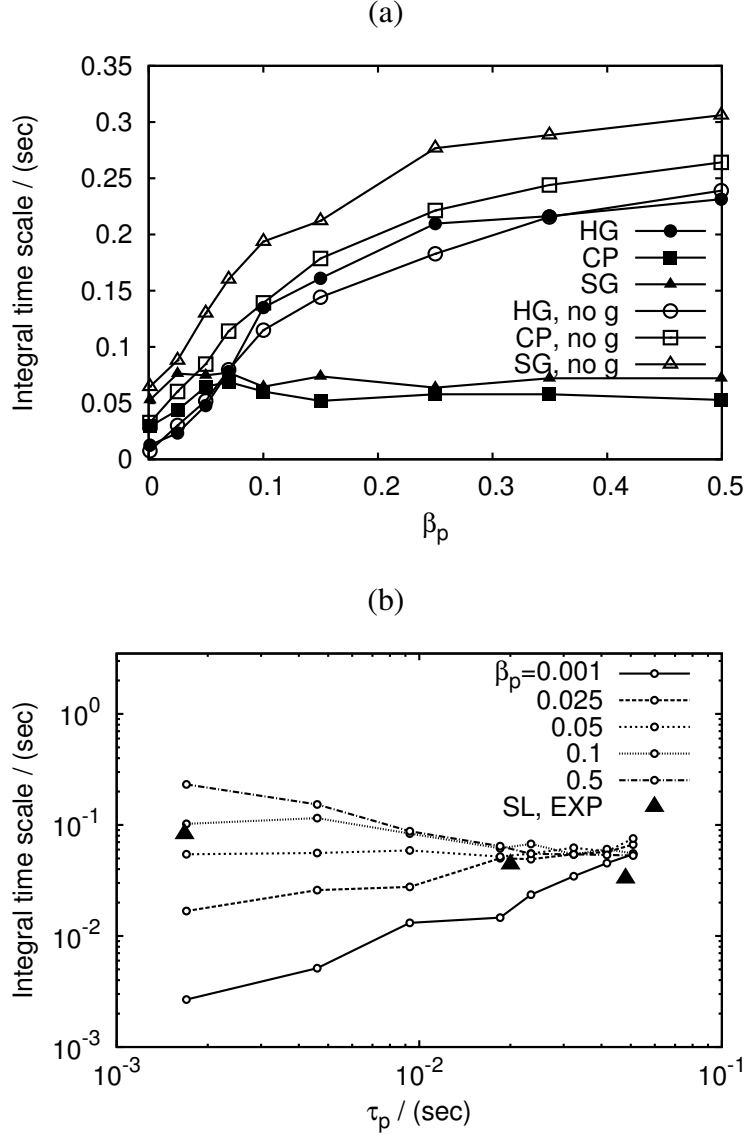 (a)
Integral time scale / (sec)
0.35
0.3
0.25
0.2
0.15
0.1
0.05
0
HG
CP
SG
HG, no g
CP, no g
SG, no g
0 0.1 0.2 0.3 0.4 0.5
βp
(b)
Integral time scale / (sec)
10^0
10^-1
10^-2
10^-3
βp=0.001
0.025
0.05
0.1
0.5
SL, EXP
10^-3 10^-2 10^-1
τp / (sec)